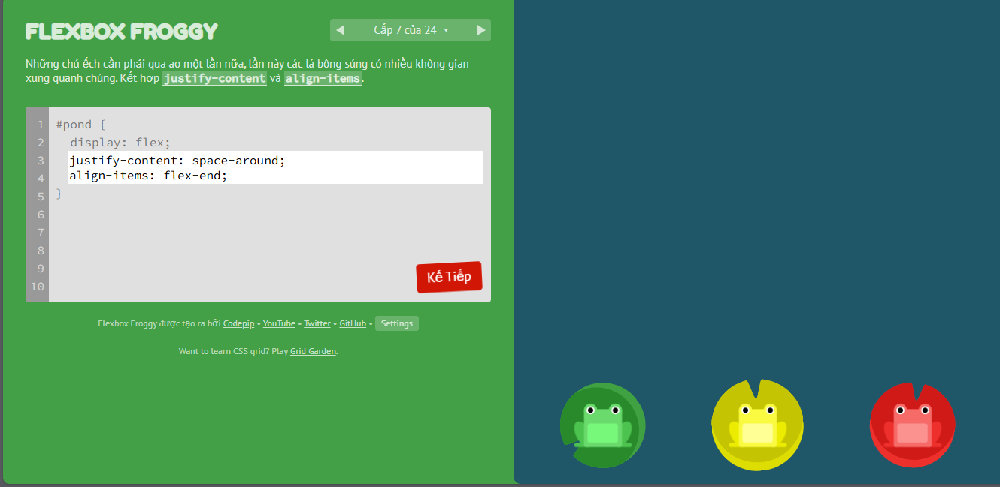 FLEXBOX FROGGY
Cấp 7 của 24
Những chú ếch cần phải qua ao một lần nữa, lần này các lá bông súng có nhiều không gian
xung quanh chúng. Kết hợp justify-content và align-items.
1 #pond {
2 display: flex;
3 justify-content: space-around;
4 align-items: flex-end;
5 }
6
7
8
9
10
Kế Tiếp
Flexbox Froggy được tạo ra bởi Codepip • YouTube • Twitter • GitHub • Settings
Want to learn CSS grid? Play Grid Garden.